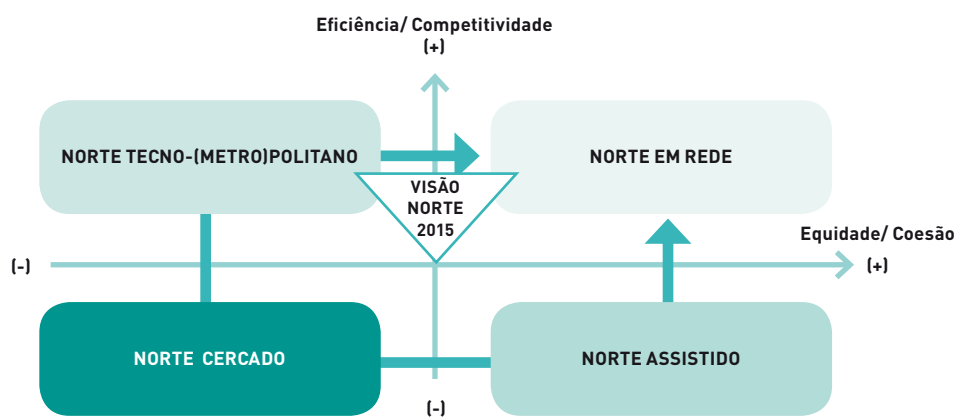 Eficiência/ Competitividade
(+)
NORTE TECNO-(METRO)POLITANO
NORTE EM REDE
VISÃO
NORTE
2015
Equidade/ Coesão
(-)
(+)
NORTE CERCADO
NORTE ASSISTIDO
(-)